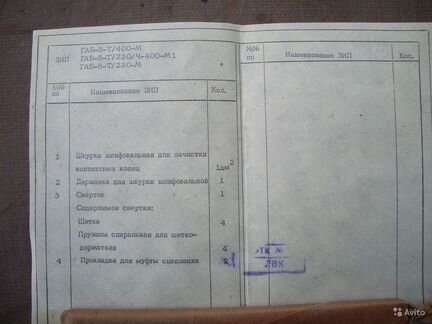 ЗИП
ГАБ-8-Т/400-М
ГАБ-8-Т/230/Ч-400-М1
ГАБ-8-Т/230-М
№№ пп Наименование ЗИП Кол.
1 Шкурка шлифовальная для зачистки
контактных колец 1дм2
2 Державка для шкурки шлифовальной 1
3 Сверток 1
Содержимое свертка:
Щетка 4
Пружина спиральная для щетко-
держателя 4
4 Прокладка для муфты сцепления 2
№№ пп Наименование ЗИП Кол.
ОТК №
ЛВК
Avito